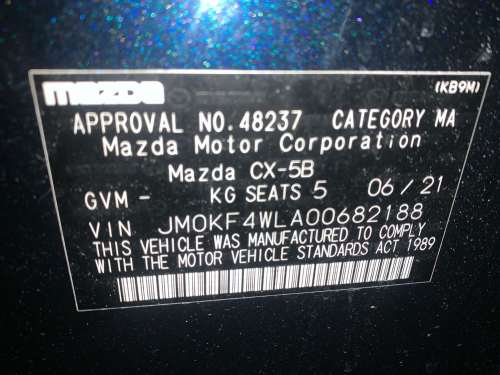 mazda (KB9M)
APPROVAL NO. 48237 CATEGORY MA
Mazda Motor Corporation
Mazda CX-5B
GVM - KG SEATS 5 06 / 21
VIN JM0KF4WLA00682188
THIS VEHICLE WAS MANUFACTURED TO COMPLY
WITH THE MOTOR VEHICLE STANDARDS ACT 1989